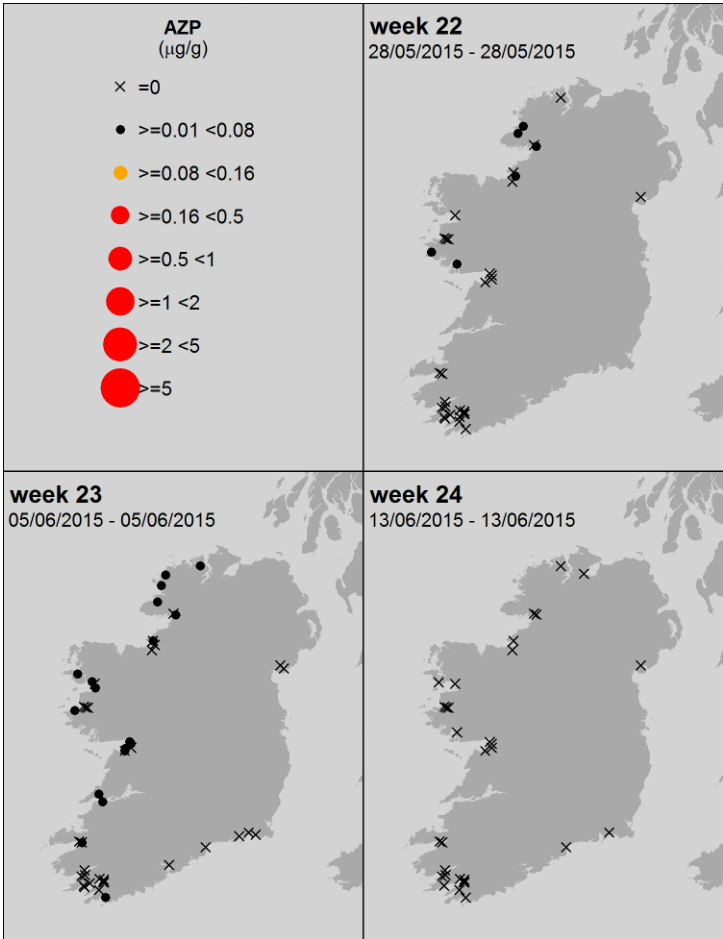 AZP
(µg/g)
=0
>=0.01 <0.08
>=0.08 <0.16
>=0.16 <0.5
>=0.5 <1
>=1 <2
>=2 <5
>=5
week 22
28/05/2015 - 28/05/2015
week 23
05/06/2015 - 05/06/2015
week 24
13/06/2015 - 13/06/2015